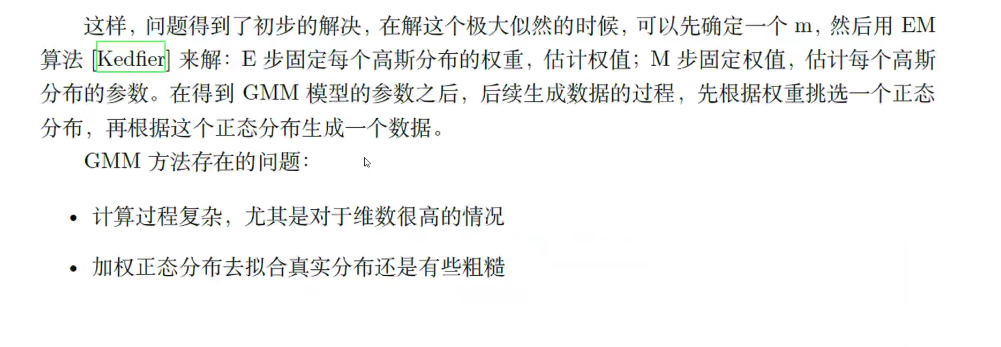 这样，问题得到了初步的解决，在解这个极大似然的时候，可以先确定一个 m，然后用 EM
算法 [Kedfier] 来解：E 步固定每个高斯分布的权重，估计权值；M 步固定权值，估计每个高斯
分布的参数。在得到 GMM 模型的参数之后，后续生成数据的过程，先根据权重挑选一个正态
分布，再根据这个正态分布生成一个数据。
GMM 方法存在的问题：
• 计算过程复杂，尤其是对于维数很高的情况
• 加权正态分布去拟合真实分布还是有些粗糙